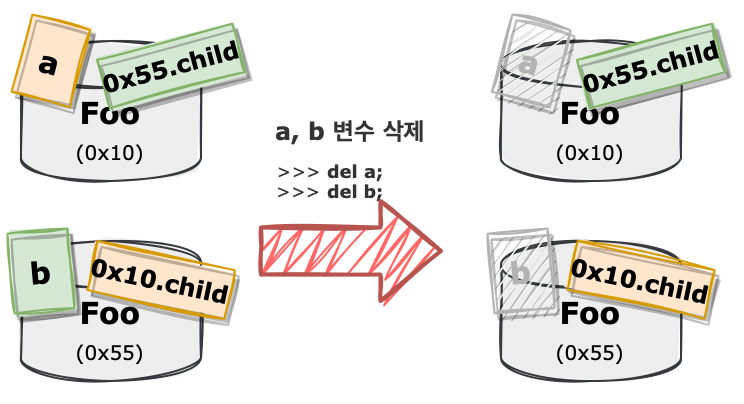 a
0x55.child
Foo
(0x10)
b
0x10.child
Foo
(0x55)
a, b 변수 삭제
>>> del a;
>>> del b;
a
0x55.child
Foo
(0x10)
b
0x10.child
Foo
(0x55)